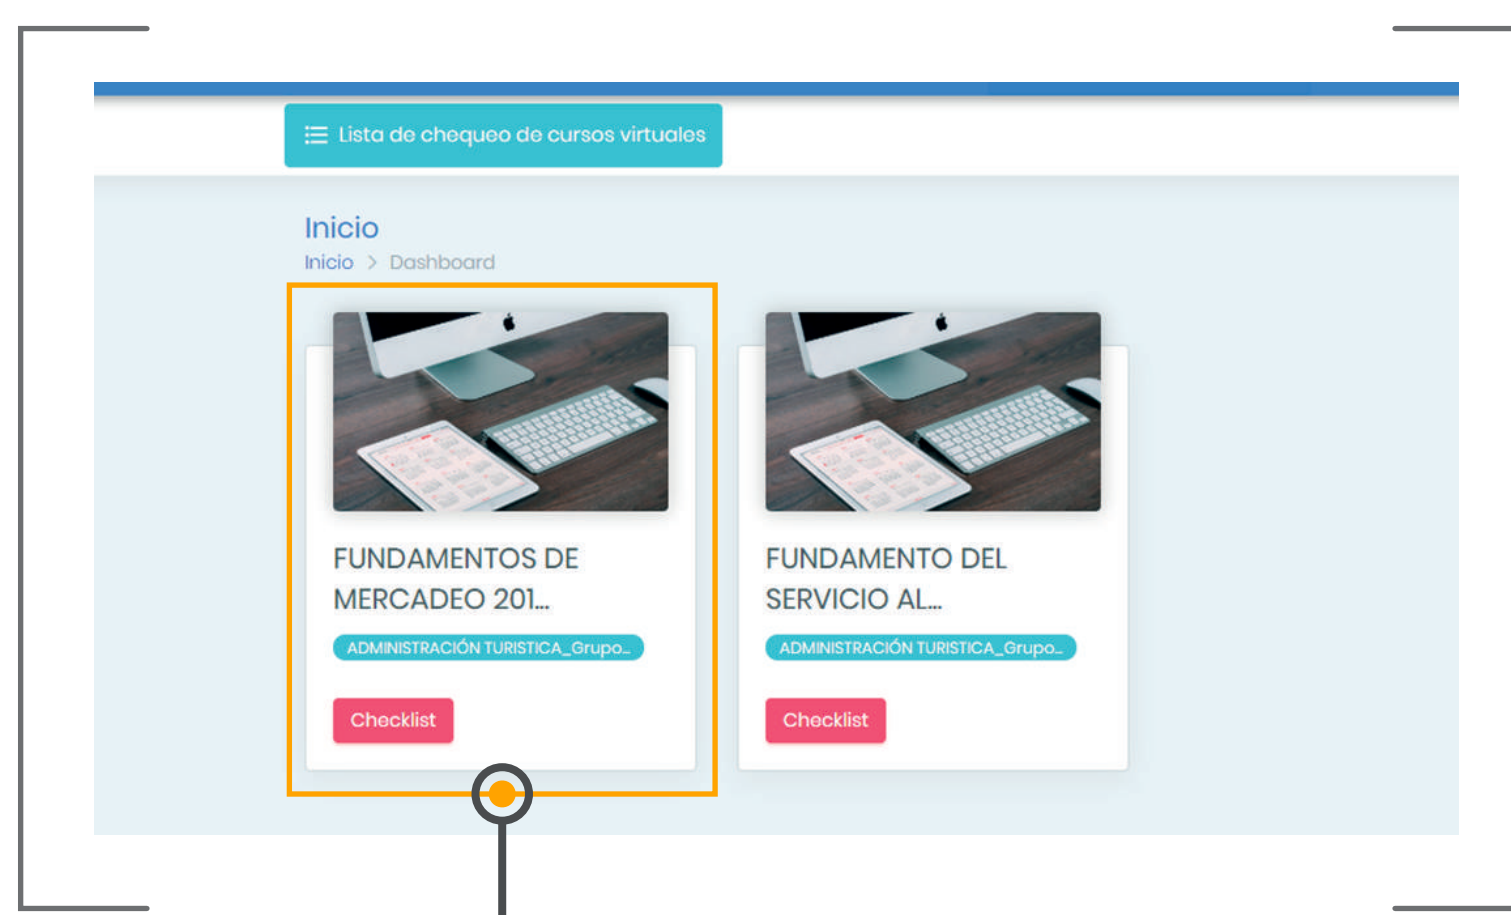 Lista de chequeo de cursos virtuales
Inicio
Inicio > Dashboard
FUNDAMENTOS DE
MERCADEO 201...
ADMINISTRACIÓN TURISTICA_Grupo...
Checklist
FUNDAMENTO DEL
SERVICIO AL...
ADMINISTRACIÓN TURISTICA_Grupo...
Checklist